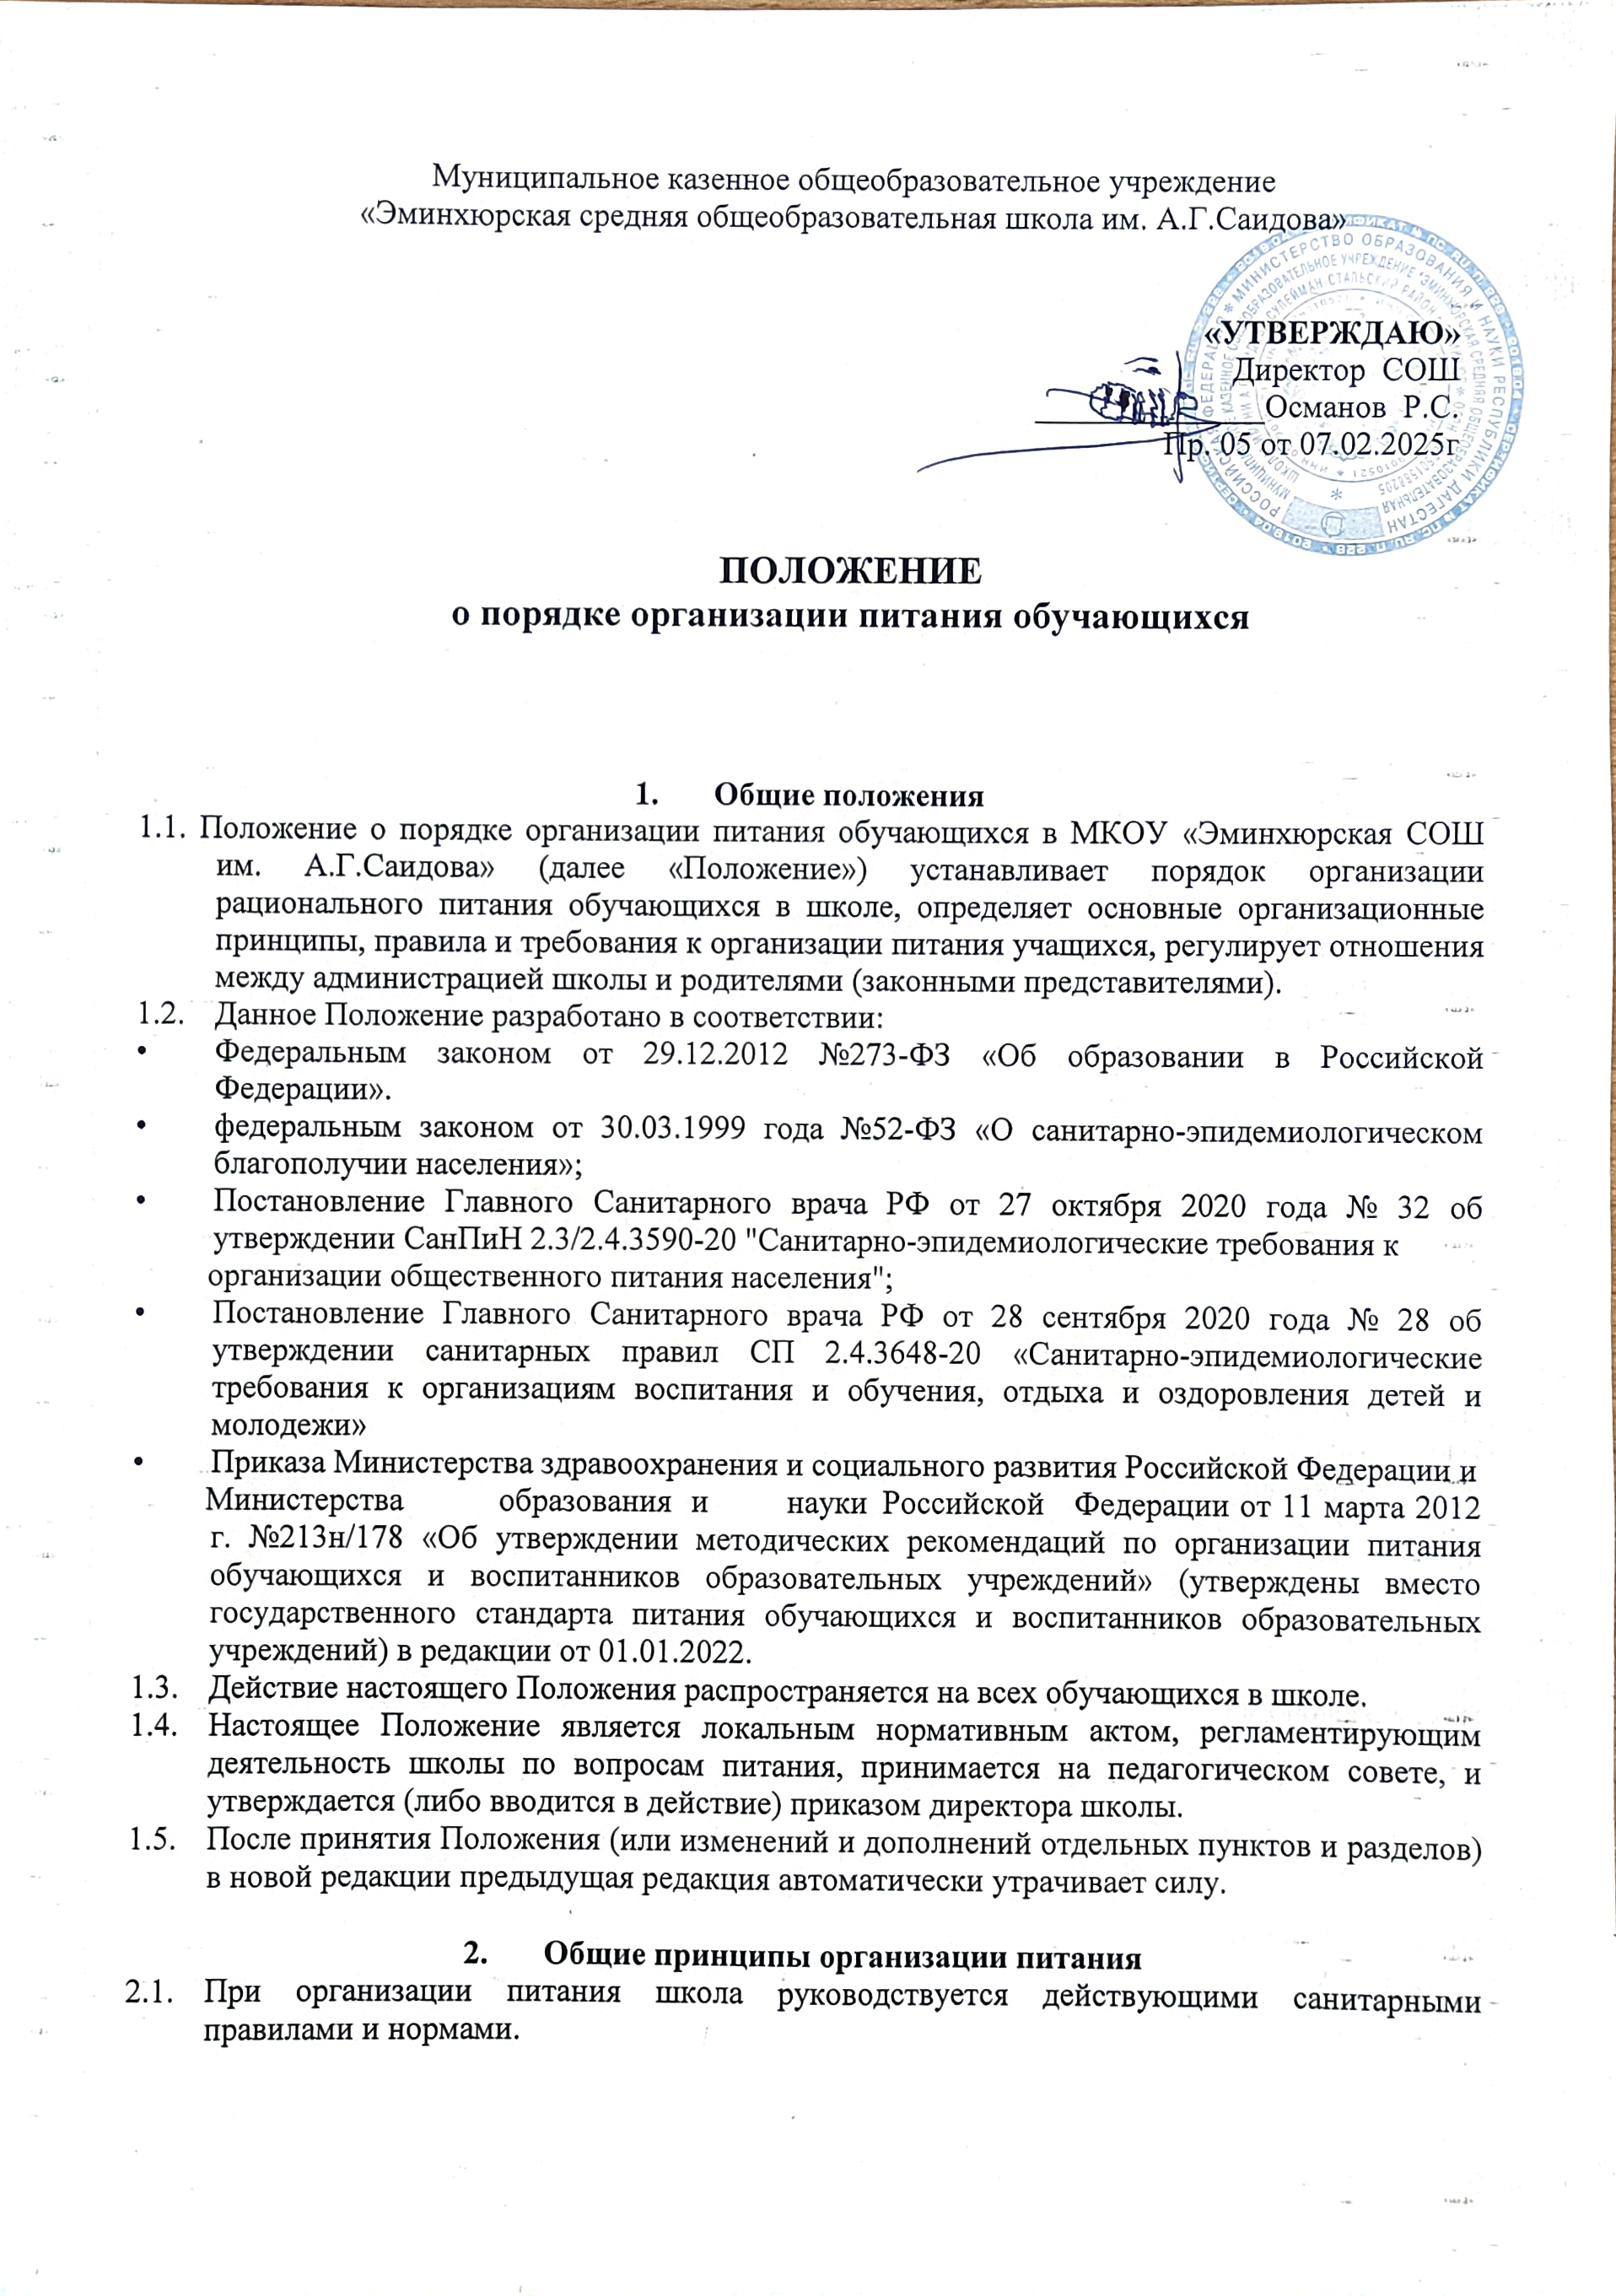 Муниципальное казенное общеобразовательное учреждение
«Эминхюрская средняя общеобразовательная школа им. А.Г.Саидова»
«УТВЕРЖДАЮ»
Директор СОШ
Османов Р.С.
Пр. 05 от 07.02.2025г
РОССИЙСКАЯ ФЕДЕРАЦИЯ * МИНИСТЕРСТВО ОБРАЗОВАНИЯ И НАУКИ РЕСПУБЛИКИ ДАГЕСТАН
ПОЛОЖЕНИЕ
о порядке организации питания обучающихся
1. Общие положения
1.1. Положение о порядке организации питания обучающихся в МКОУ «Эминхюрская СОШ
им. А.Г.Саидова» (далее «Положение») устанавливает порядок организации
рационального питания обучающихся в школе, определяет основные организационные
принципы, правила и требования к организации питания учащихся, регулирует отношения
между администрацией школы и родителями (законными представителями).
1.2. Данное Положение разработано в соответствии:
• Федеральным законом от 29.12.2012 №273-ФЗ «Об образовании в Российской
Федерации».
• федеральным законом от 30.03.1999 года №52-ФЗ «О санитарно-эпидемиологическом
благополучии населения»;
• Постановление Главного Санитарного врача РФ от 27 октября 2020 года № 32 об
утверждении СанПиН 2.3/2.4.3590-20 "Санитарно-эпидемиологические требования к
организации общественного питания населения";
• Постановление Главного Санитарного врача РФ от 28 сентября 2020 года № 28 об
утверждении санитарных правил СП 2.4.3648-20 «Санитарно-эпидемиологические
требования к организациям воспитания и обучения, отдыха и оздоровления детей и
молодежи»
• Приказа Министерства здравоохранения и социального развития Российской Федерации и
Министерства образования и науки Российской Федерации от 11 марта 2012
г. №213н/178 «Об утверждении методических рекомендаций по организации питания
обучающихся и воспитанников образовательных учреждений» (утверждены вместо
государственного стандарта питания обучающихся и воспитанников образовательных
учреждений) в редакции от 01.01.2022.
1.3. Действие настоящего Положения распространяется на всех обучающихся в школе.
1.4. Настоящее Положение является локальным нормативным актом, регламентирующим
деятельность школы по вопросам питания, принимается на педагогическом совете, и
утверждается (либо вводится в действие) приказом директора школы.
1.5. После принятия Положения (или изменений и дополнений отдельных пунктов и разделов)
в новой редакции предыдущая редакция автоматически утрачивает силу.
2. Общие принципы организации питания
2.1. При организации питания школа руководствуется действующими санитарными
правилами и нормами.